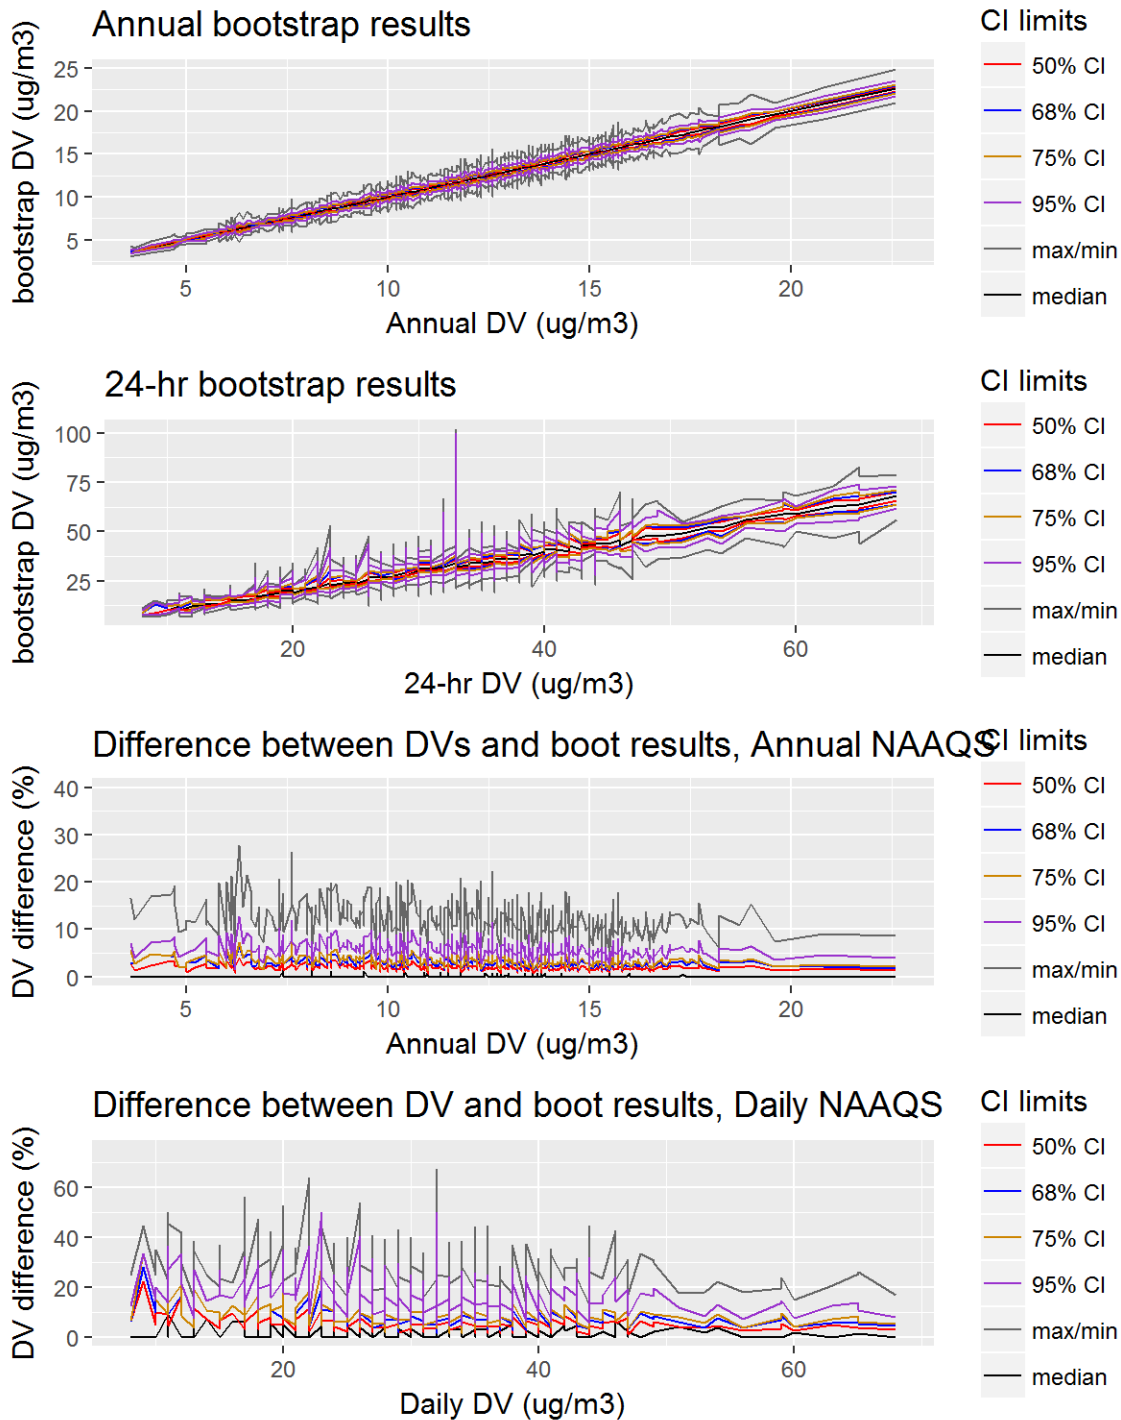 Annual bootstrap results
bootstrap DV (ug/m3)
25
20
15
10
5
5 10 15 20
Annual DV (ug/m3)
CI limits
50% CI
68% CI
75% CI
95% CI
max/min
median
24-hr bootstrap results
bootstrap DV (ug/m3)
100
75
50
25
20 40 60
24-hr DV (ug/m3)
CI limits
50% CI
68% CI
75% CI
95% CI
max/min
median
Difference between DVs and boot results, Annual NAAQS
DV difference (%)
40
30
20
10
0
5 10 15 20
Annual DV (ug/m3)
CI limits
50% CI
68% CI
75% CI
95% CI
max/min
median
Difference between DV and boot results, Daily NAAQS
DV difference (%)
60
40
20
0
20 40 60
Daily DV (ug/m3)
CI limits
50% CI
68% CI
75% CI
95% CI
max/min
median